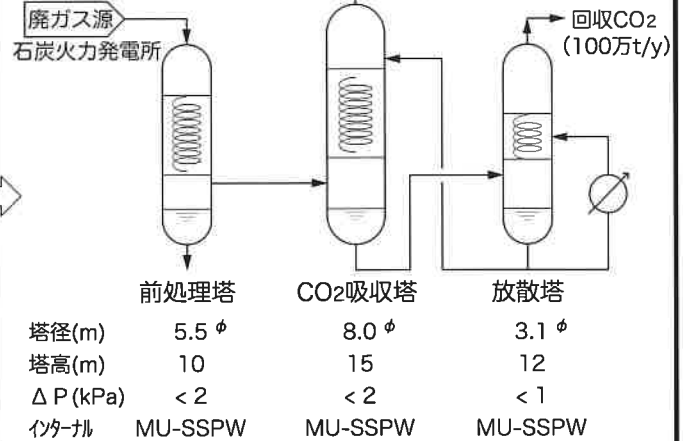 廃ガス源
石炭火力発電所
回収CO2
(100万t/y)
前処理塔 CO2吸収塔 放散塔
塔径(m) 5.5 φ 8.0 φ 3.1 φ
塔高(m) 10 15 12
ΔP(kPa) < 2 < 2 < 1
インターナル MU-SSPW MU-SSPW MU-SSPW